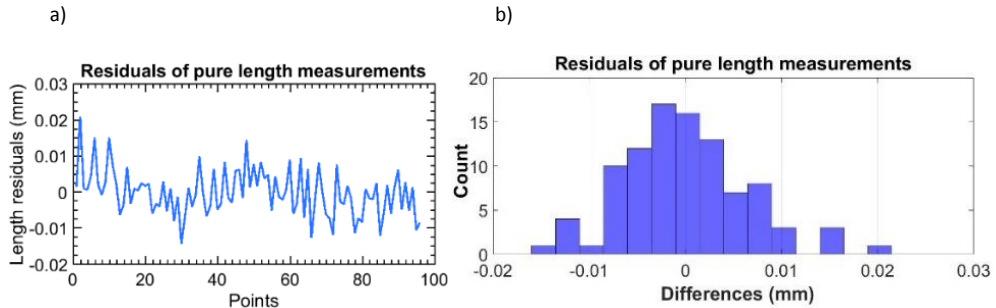 a)
b)
Residuals of pure length measurements
0.03
0.02
0.01
0
-0.01
-0.02
0 20 40 60 80 100
Length residuals (mm)
Points
Residuals of pure length measurements
20
15
10
5
0
-0.02 -0.01 0 0.01 0.02 0.03
Count
Differences (mm)